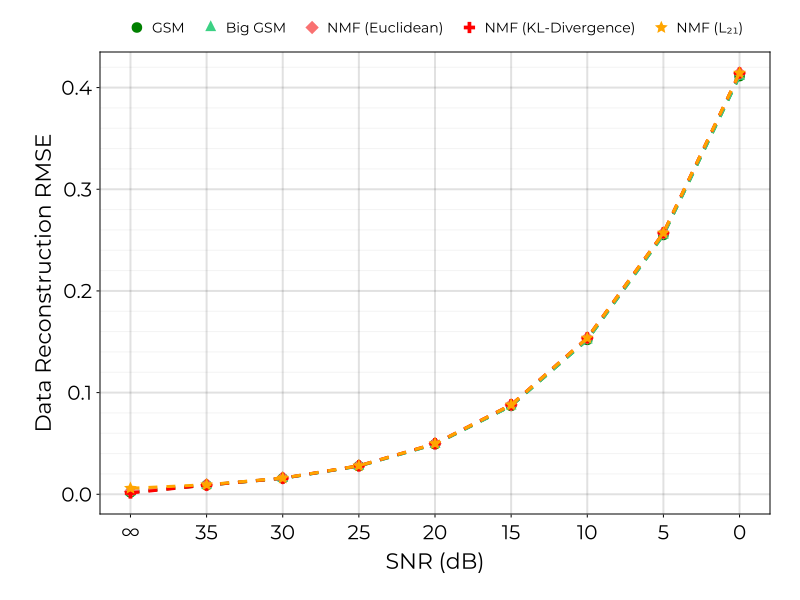 GSM Big GSM NMF (Euclidean) NMF (KL-Divergence) NMF (L₂₁)
Data Reconstruction RMSE
0.4
0.3
0.2
0.1
0.0
∞ 35 30 25 20 15 10 5 0
SNR (dB)